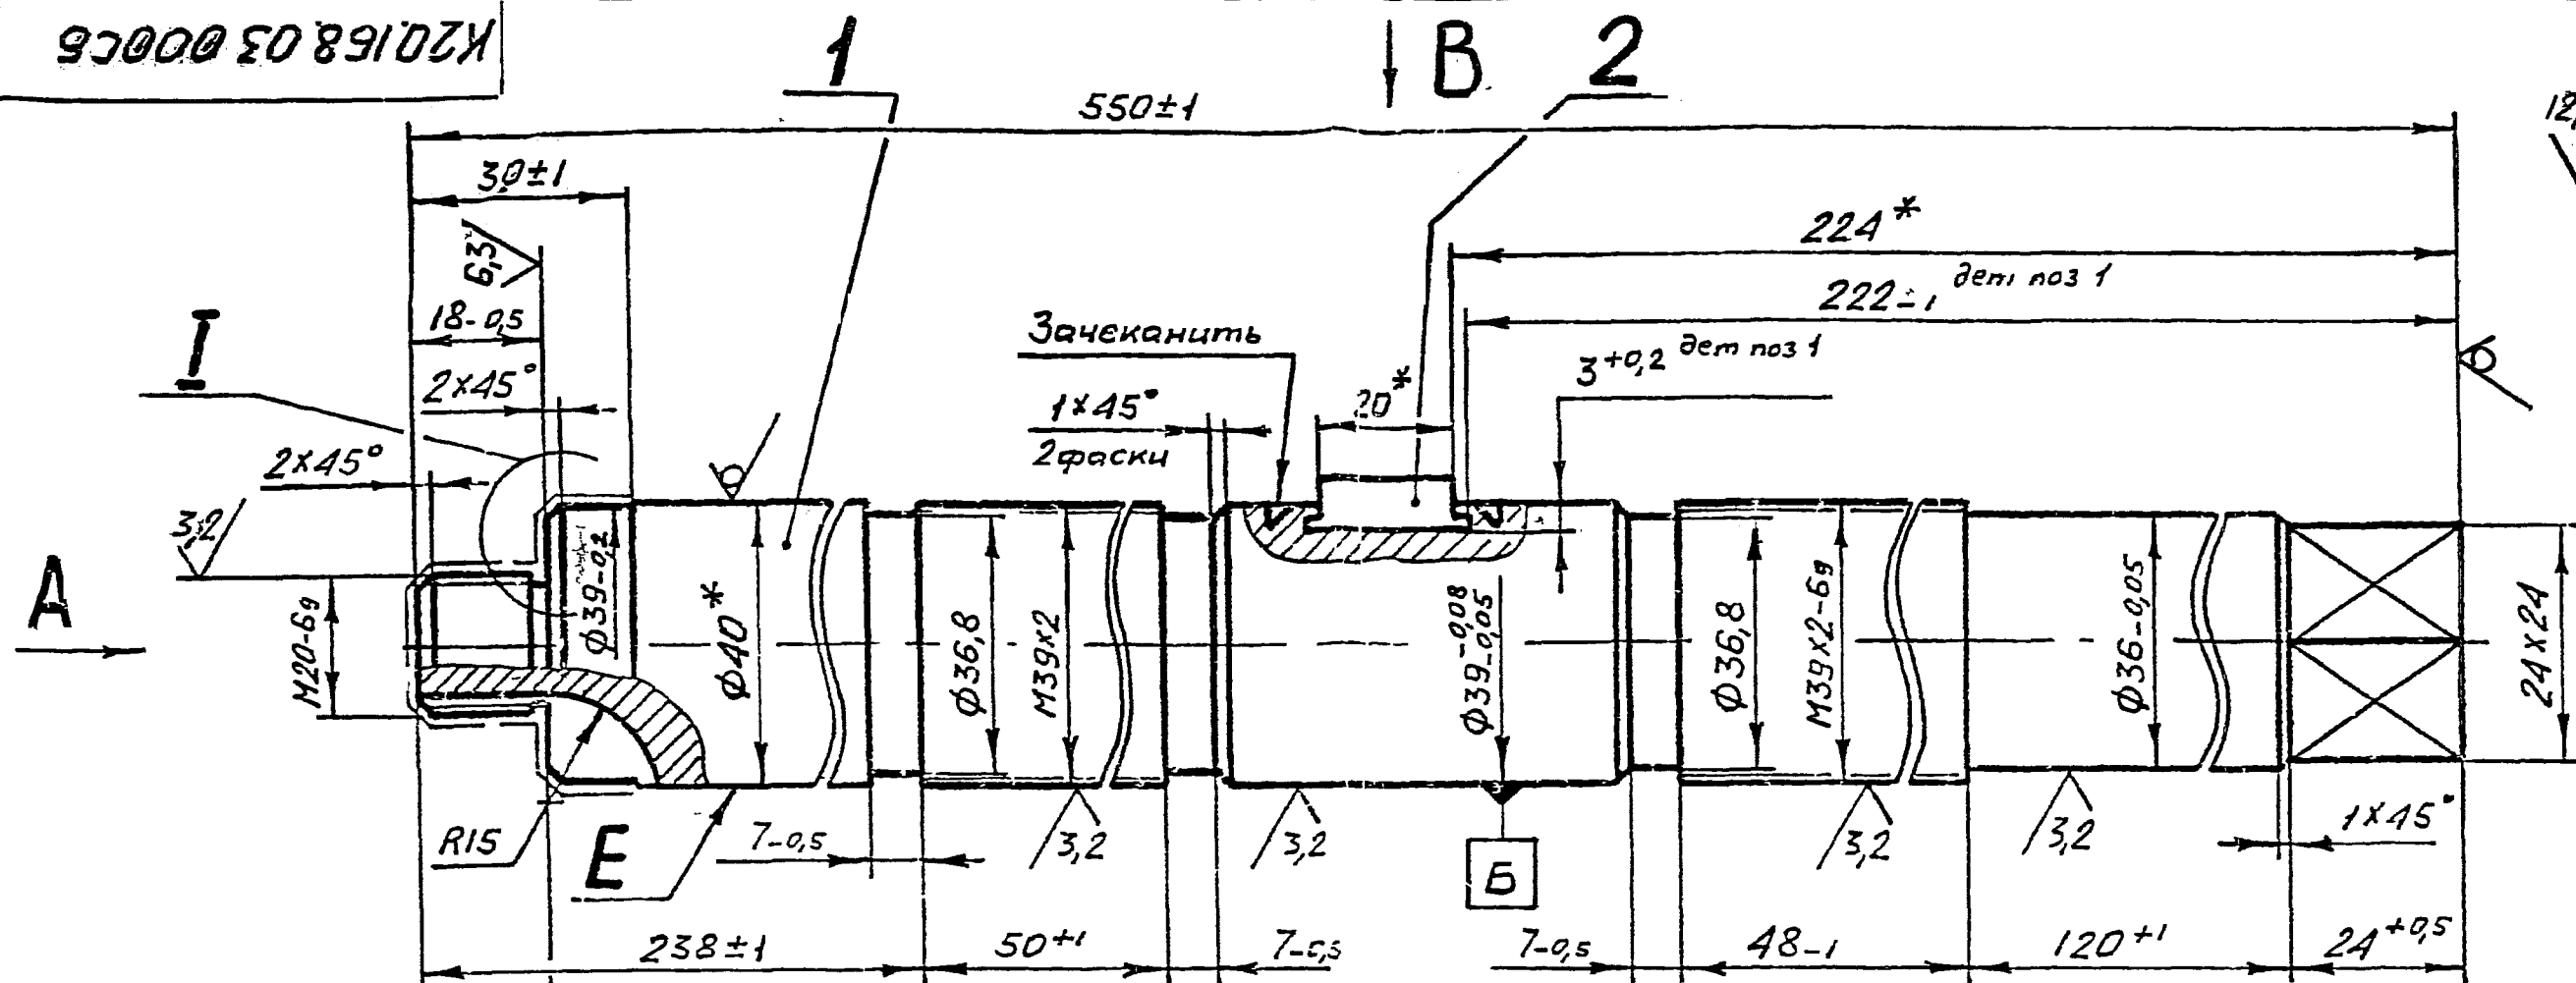 К20.168.03.000СБ
1
В
2
550±1
30±1
224*
6,3
222±1 дет поз 1
18-0,5
I
Зачеканить
3+0,2 дет поз 1
2×45°
20*
1×45°
2 фаски
2×45°
3,2
А
М20-6g
Ф39-0,2
Ф40*
Ф36,8
М39×2
Ф39-0,08 -0,05
Ф36,8
М39×2-6g
Ф36-0,05
24×24
R15
Е
7-0,5
3,2
3,2
Б
3,2
3,2
1×45°
238±1
50+1
7-0,5
7-0,5
48-1
120+1
24+0,5